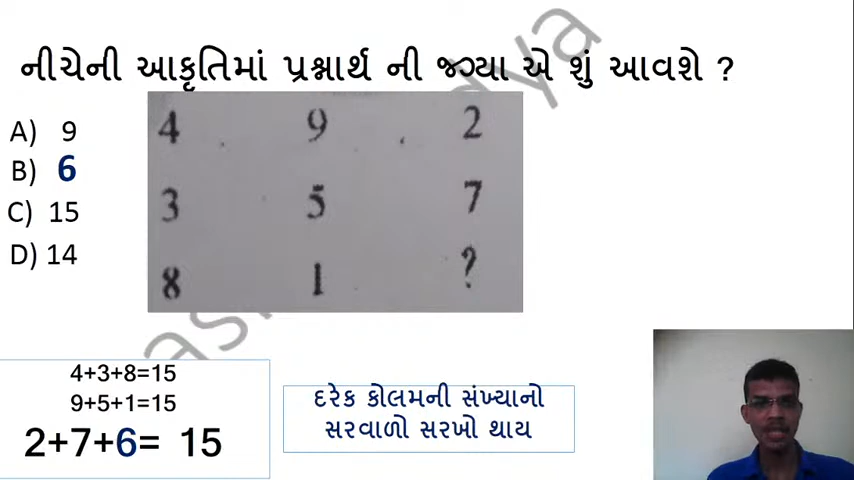 નીચેની આકૃતિમાં પ્રશ્નાર્થ ની જ્ગ્યા એ શું આવશે ?
A) 9
B) 6
C) 15
D) 14
4 9 2
3 5 7
8 1 ?
4+3+8=15
9+5+1=15
2+7+6= 15
દરેક કોલમની સંખ્યાનો
સરવાળો સરખો થાય